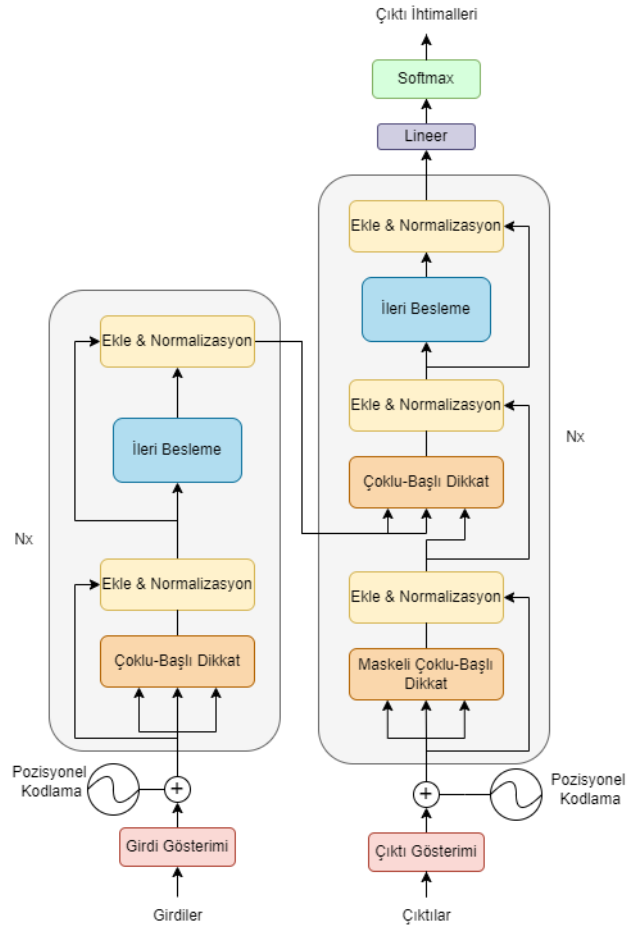 Çıktı İhtimalleri
Softmax
Lineer
Ekle & Normalizasyon
İleri Besleme
Ekle & Normalizasyon
Çoklu-Başlı Dikkat
Ekle & Normalizasyon
Maskeli Çoklu-Başlı
Dikkat
Nx
Pozisyonel
Kodlama
Çıktı Gösterimi
Çıktılar
Ekle & Normalizasyon
İleri Besleme
Nx
Ekle & Normalizasyon
Çoklu-Başlı Dikkat
Pozisyonel
Kodlama
Girdi Gösterimi
Girdiler